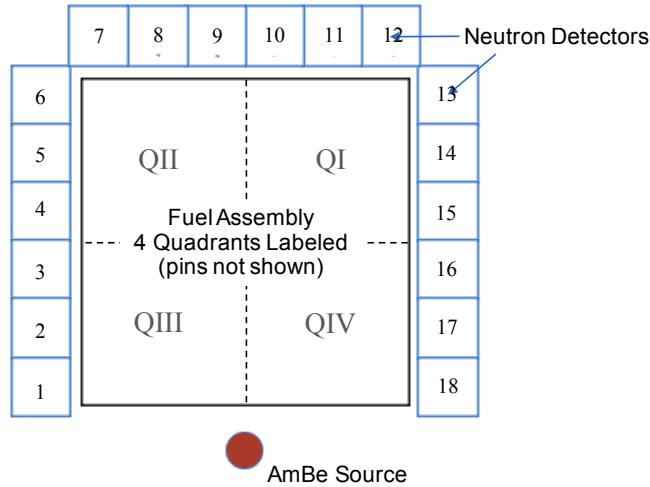 7 8 9 10 11 12
Neutron Detectors
6 13
5 14
QII QI
4 15
Fuel Assembly
4 Quadrants Labeled
(pins not shown)
3 16
2 17
QIII QIV
1 18
AmBe Source